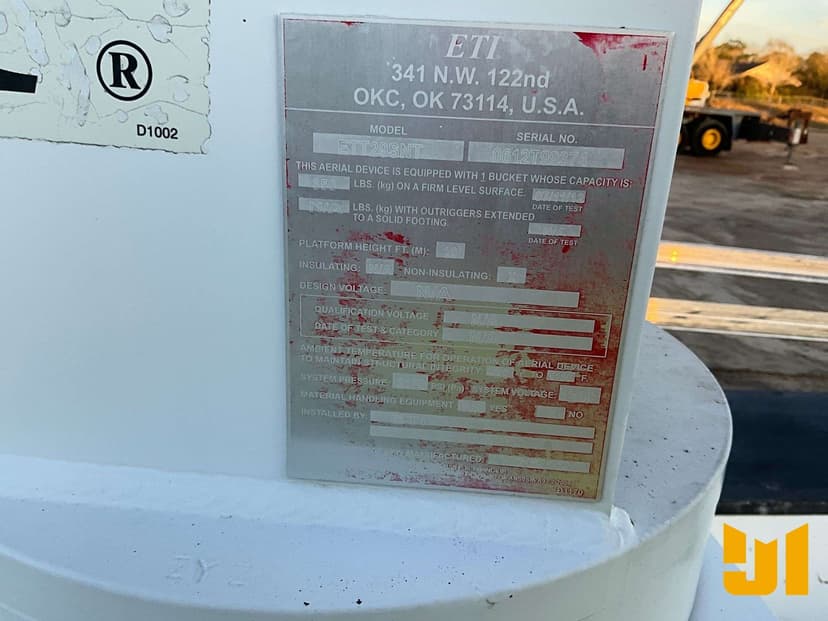 ®
D1002
ETI
341 N.W. 122nd
OKC, OK 73114, U.S.A.
MODEL
SERIAL NO.
THIS AERIAL DEVICE IS EQUIPPED WITH 1 BUCKET WHOSE CAPACITY IS:
LBS. (kg) ON A FIRM LEVEL SURFACE.
DATE OF TEST
LBS. (kg) WITH OUTRIGGERS EXTENDED
TO A SOLID FOOTING.
DATE OF TEST
PLATFORM HEIGHT FT. (M):
INSULATING: NON-INSULATING:
DESIGN VOLTAGE: N/A
QUALIFICATION VOLTAGE
DATE OF TEST & CATEGORY
AMBIENT TEMPERATURE FOR OPERATION OF AERIAL DEVICE
TO MAINTAIN STRUCTURAL INTEGRITY TO F.
SYSTEM PRESSURE PSI SYSTEM VOLTAGE:
MATERIAL HANDLING EQUIPMENT YES NO
INSTALLED BY:
MANUFACTURED